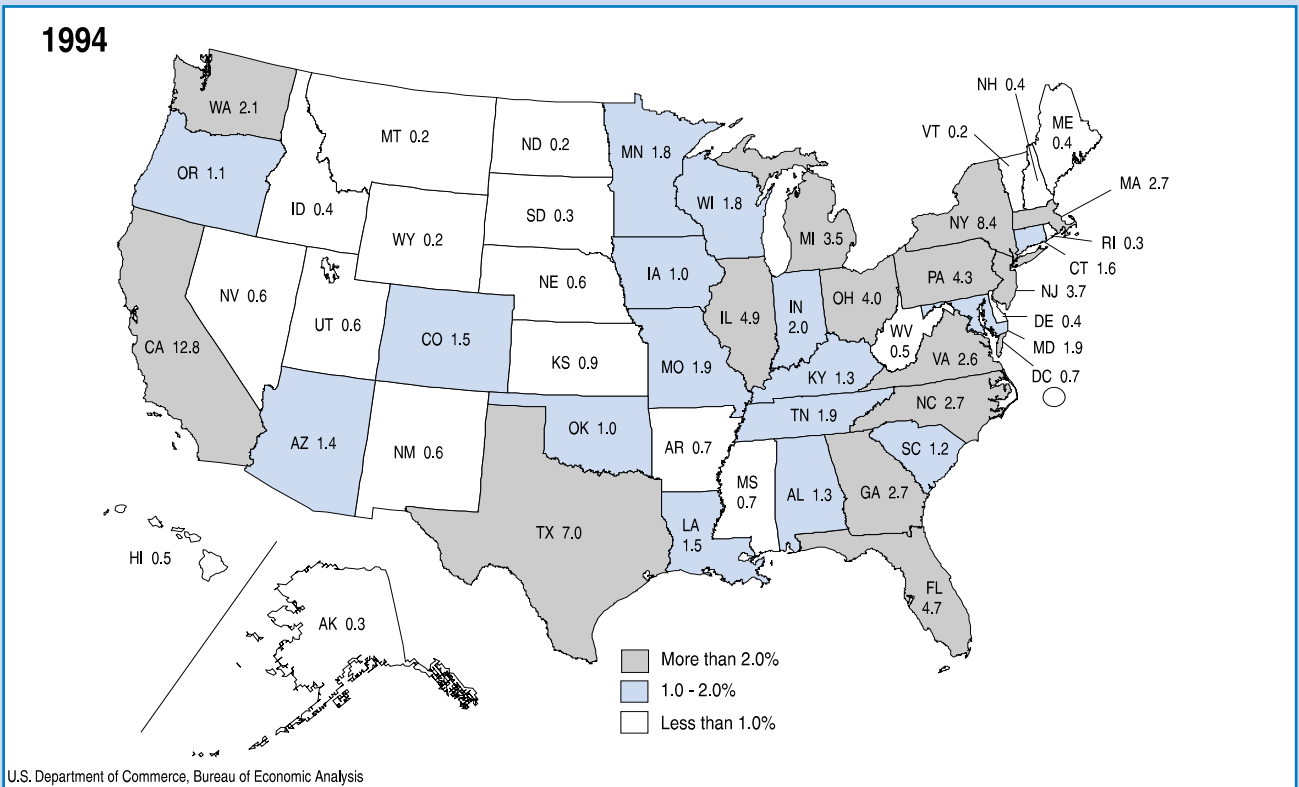 1994
WA 2.1
MT 0.2
ND 0.2
MN 1.8
NH 0.4
VT 0.2
ME
0.4
OR 1.1
ID 0.4
WY 0.2
SD 0.3
WI 1.8
MI 3.5
NY 8.4
MA 2.7
RI 0.3
CT 1.6
NJ 3.7
DE 0.4
MD 1.9
DC 0.7
NV 0.6
UT 0.6
CO 1.5
NE 0.6
IA 1.0
IL 4.9
IN
2.0
OH 4.0
PA 4.3
WV
0.5
VA 2.6
CA 12.8
KS 0.9
MO 1.9
KY 1.3
NC 2.7
TN 1.9
SC 1.2
AZ 1.4
NM 0.6
OK 1.0
AR 0.7
MS
0.7
AL 1.3
GA 2.7
TX 7.0
LA
1.5
FL
4.7
HI 0.5
AK 0.3
More than 2.0%
1.0 - 2.0%
Less than 1.0%
U.S. Department of Commerce, Bureau of Economic Analysis